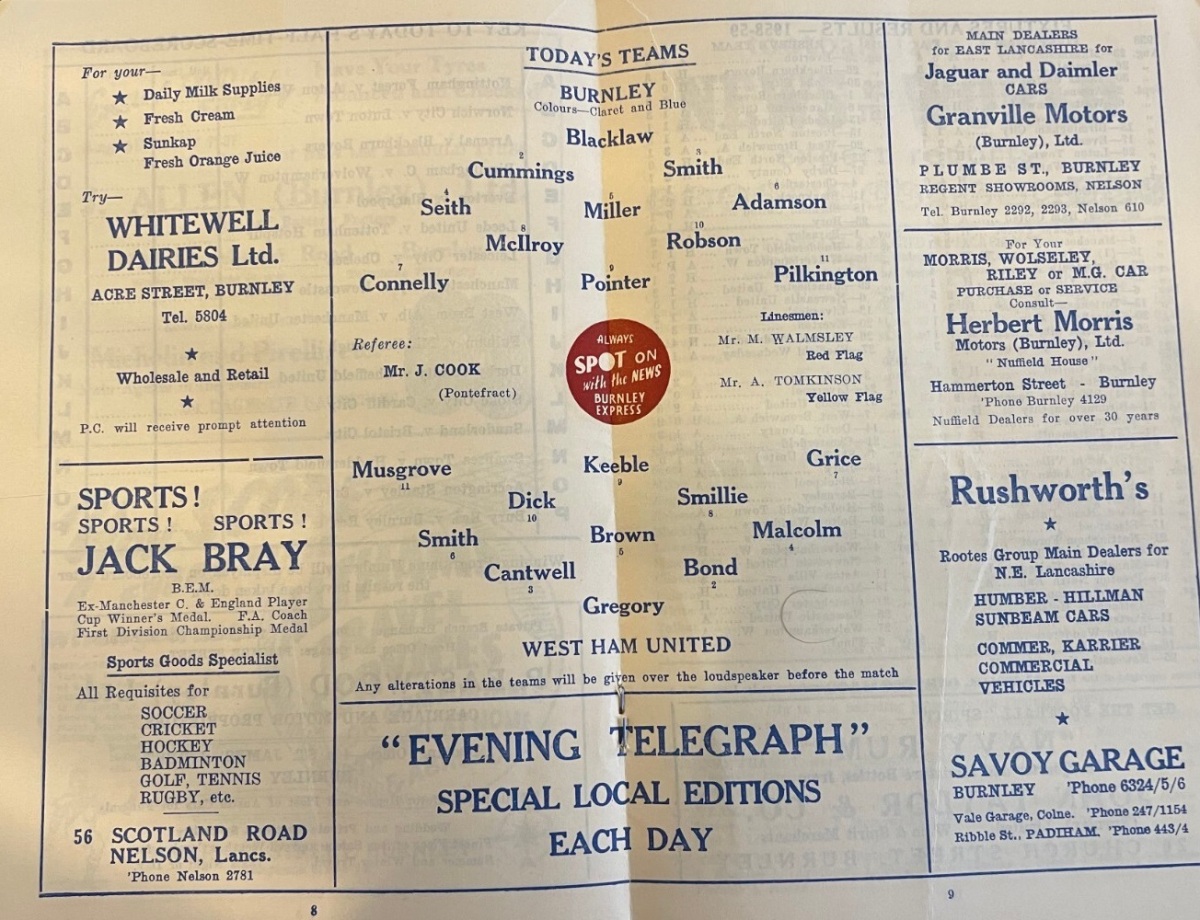 For your—
★ Daily Milk Supplies
★ Fresh Cream
★ Sunkap
Fresh Orange Juice
Try—
WHITEWELL
DAIRIES Ltd.
ACRE STREET, BURNLEY
Tel. 5804
★
Wholesale and Retail
★
P.C. will receive prompt attention
SPORTS!
SPORTS! SPORTS!
JACK BRAY
B.E.M.
Ex-Manchester C. & England Player
Cup Winner's Medal. F.A. Coach
First Division Championship Medal
Sports Goods Specialist
All Requisites for
SOCCER
CRICKET
HOCKEY
BADMINTON
GOLF, TENNIS
RUGBY, etc.
56 SCOTLAND ROAD
NELSON, Lancs.
'Phone Nelson 2781
8
TODAY'S TEAMS
BURNLEY
Colours—Claret and Blue
Blacklaw
2 3
Cummings Smith
4 5 6
Seith Miller Adamson
8 10
McIlroy Robson
7 9 11
Connelly Pointer Pilkington
Referee:
Mr. J. COOK
(Pontefract)
ALWAYS
SPOT ON
with the NEWS
BURNLEY
EXPRESS
Linesmen:
Mr. M. WALMSLEY
Red Flag
Mr. A. TOMKINSON
Yellow Flag
Musgrove Keeble Grice
11 9 7
Dick Smillie
10 8
Smith Brown Malcolm
6 5 4
Cantwell Bond
3 2
Gregory
WEST HAM UNITED
Any alterations in the teams will be given over the loudspeaker before the match
"EVENING TELEGRAPH"
SPECIAL LOCAL EDITIONS
EACH DAY
MAIN DEALERS
for EAST LANCASHIRE for
Jaguar and Daimler
CARS
Granville Motors
(Burnley), Ltd.
PLUMBE ST., BURNLEY
REGENT SHOWROOMS, NELSON
Tel. Burnley 2292, 2293, Nelson 610
For Your
MORRIS, WOLSELEY,
RILEY or M.G. CAR
PURCHASE or SERVICE
Consult—
Herbert Morris
Motors (Burnley), Ltd.
"Nuffield House"
Hammerton Street - Burnley
'Phone Burnley 4129
Nuffield Dealers for over 30 years
Rushworth's
★
Rootes Group Main Dealers for
N.E. Lancashire
HUMBER - HILLMAN
SUNBEAM CARS
COMMER, KARRIER
COMMERCIAL
VEHICLES
★
SAVOY GARAGE
BURNLEY 'Phone 6324/5/6
Vale Garage, Colne. 'Phone 247/1154
Ribble St., PADIHAM. 'Phone 443/4
9